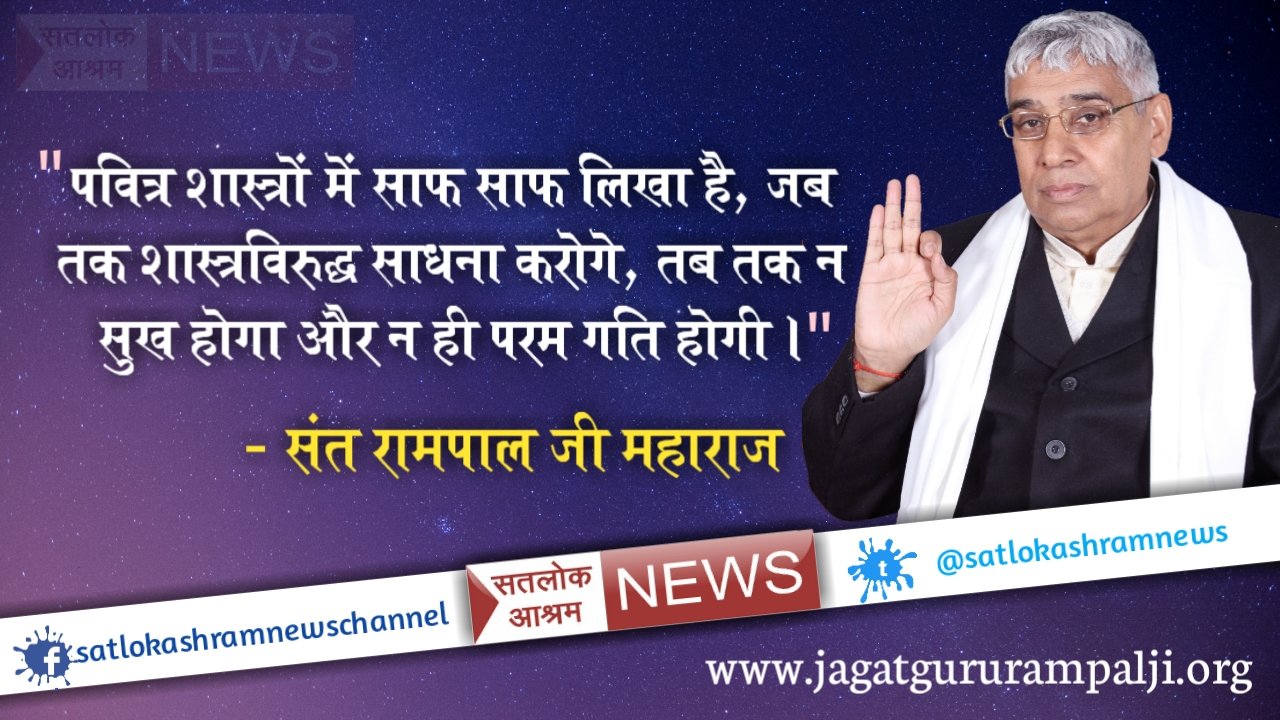 सतलोक
आश्रम
NEWS
"पवित्र शास्त्रों में साफ साफ लिखा है, जब
तक शास्त्रविरुद्ध साधना करोगे, तब तक न
सुख होगा और न ही परम गति होगी।"
- संत रामपाल जी महाराज
f satlokashramnewschannel
सतलोक
आश्रम
NEWS
t @satlokashramnews
www.jagatgururampalji.org